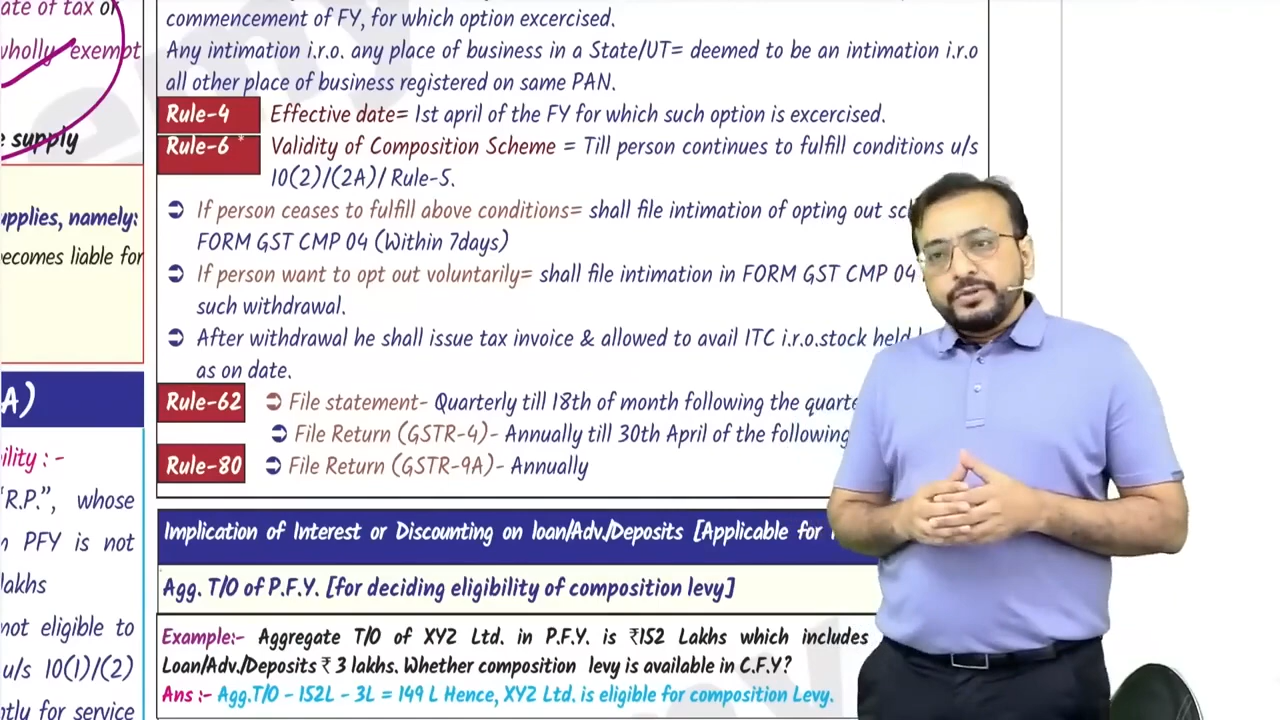 ate of tax or
wholly exempt
e supply
upplies, namely:
ecomes liable for
A)
ility : -
"R.P.", whose
n PFY is not
lakhs
not eligible to
u/s 10(1)/(2)
ntly for service
commencement of FY, for which option excercised.
Any intimation i.r.o. any place of business in a State/UT= deemed to be an intimation i.r.o
all other place of business registered on same PAN.
Rule-4 Effective date= 1st april of the FY for which such option is excercised.
Rule-6 * Validity of Composition Scheme = Till person continues to fulfill conditions u/s
10(2)/(2A)/ Rule-5.
➲ If person ceases to fulfill above conditions= shall file intimation of opting out sc
FORM GST CMP 04 (Within 7days)
➲ If person want to opt out voluntarily= shall file intimation in FORM GST CMP 04
such withdrawal.
➲ After withdrawal he shall issue tax invoice & allowed to avail ITC i.r.o.stock held
as on date.
Rule-62 ➲ File statement- Quarterly till 18th of month following the quarte
➲ File Return (GSTR-4)- Annually till 30th April of the following
Rule-80 ➲ File Return (GSTR-9A)- Annually
Implication of Interest or Discounting on loan/Adv./Deposits [Applicable for
Agg. T/O of P.F.Y. [for deciding eligibility of composition levy]
Example:- Aggregate T/O of XYZ Ltd. in P.F.Y. is ₹152 Lakhs which includes
Loan/Adv./Deposits ₹ 3 lakhs. Whether composition levy is available in C.F.Y?
Ans :- Agg.T/O - 152L - 3L = 149 L Hence, XYZ Ltd. is eligible for composition Levy.